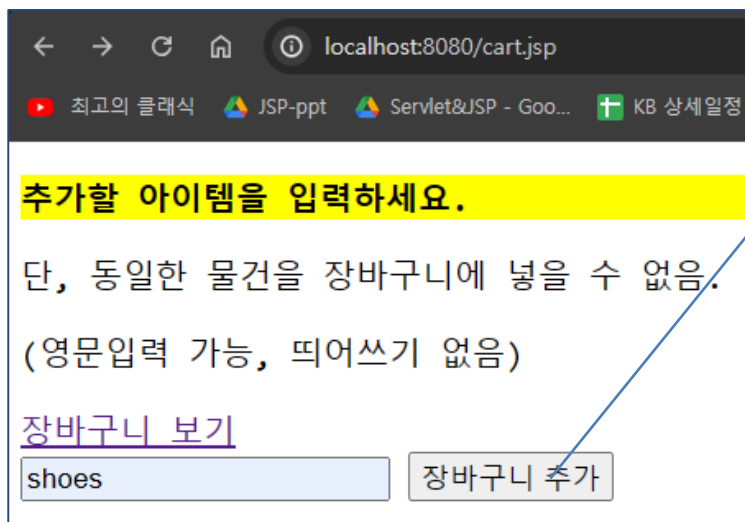 localhost:8080/cart.jsp
최고의 클래식 JSP-ppt Servlet&JSP - Goo... KB 상세일정
추가할 아이템을 입력하세요.
단, 동일한 물건을 장바구니에 넣을 수 없음.
(영문입력 가능, 띄어쓰기 없음)
장바구니 보기
shoes 장바구니 추가